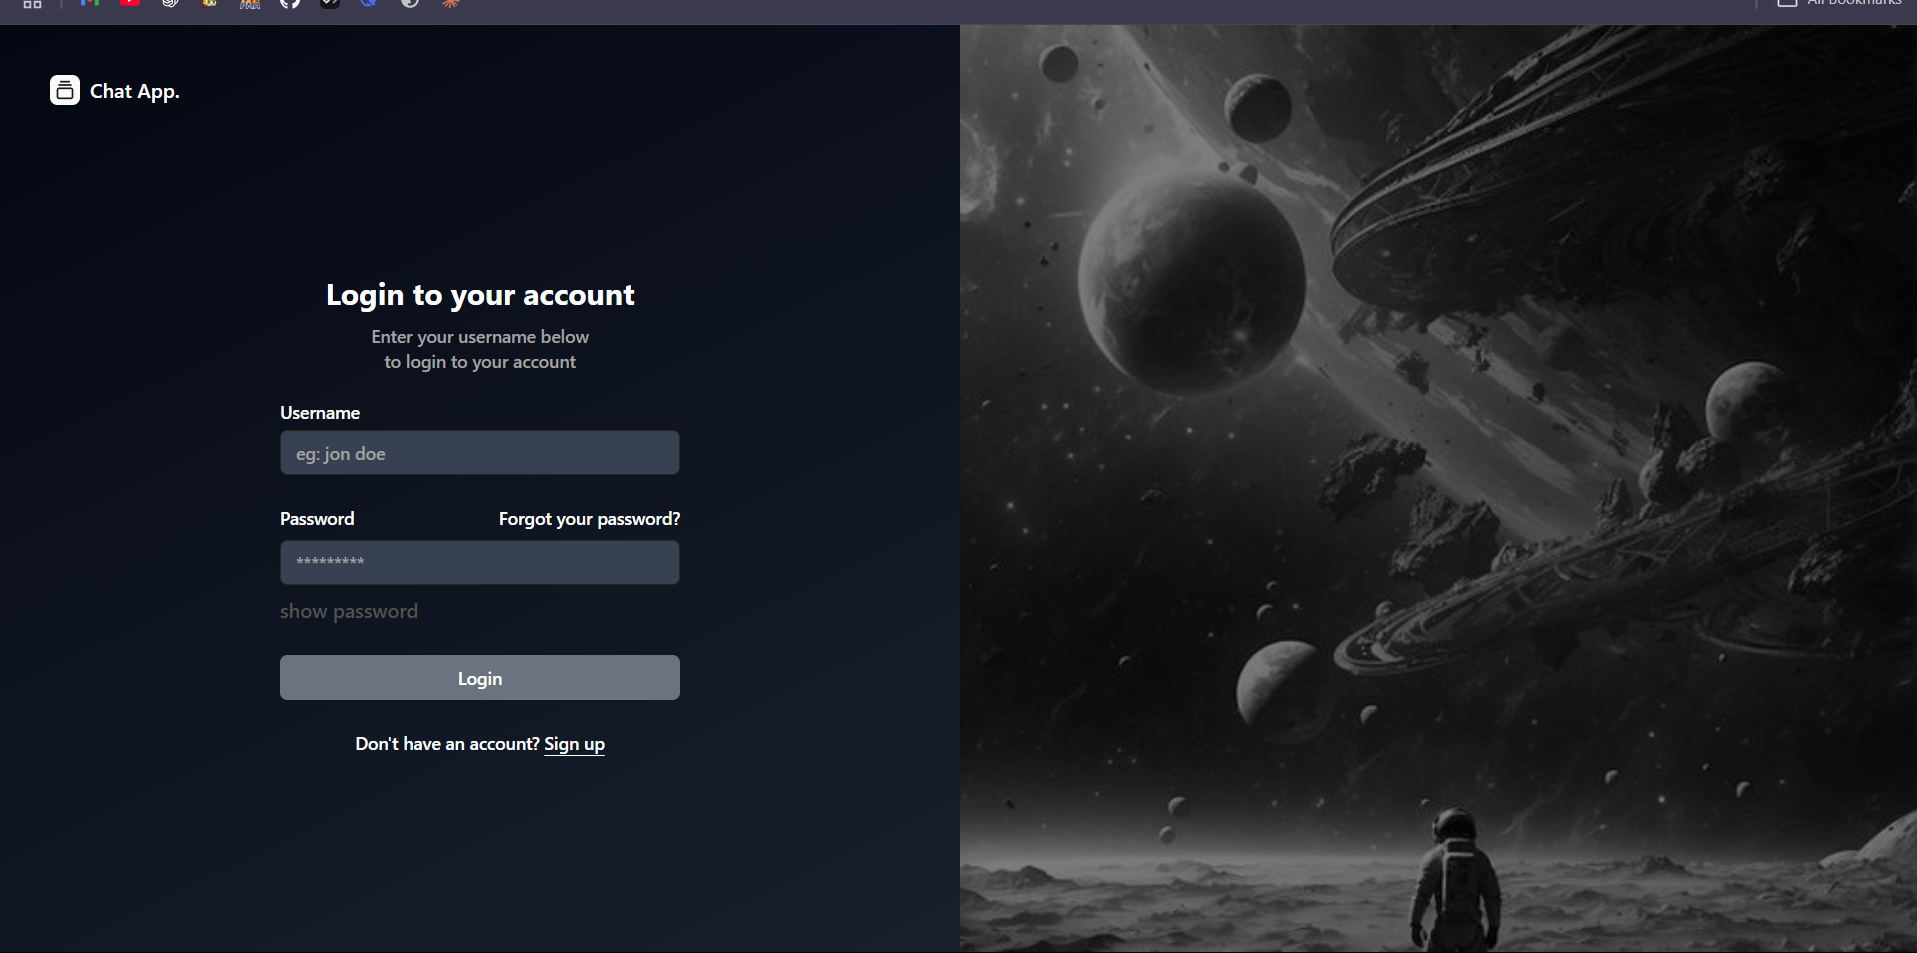 All Bookmarks
Chat App.
Login to your account
Enter your username below
to login to your account
Username
eg: jon doe
Password
Forgot your password?
*********
show password
Login
Don't have an account? Sign up